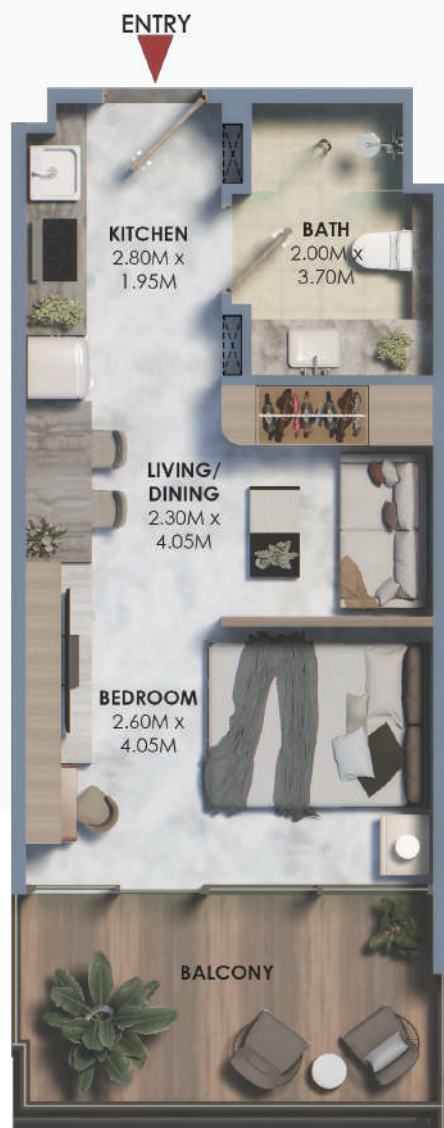 ENTRY
KITCHEN
2.80M x
1.95M
BATH
2.00M x
3.70M
LIVING/
DINING
2.30M x
4.05M
BEDROOM
2.60M x
4.05M
BALCONY